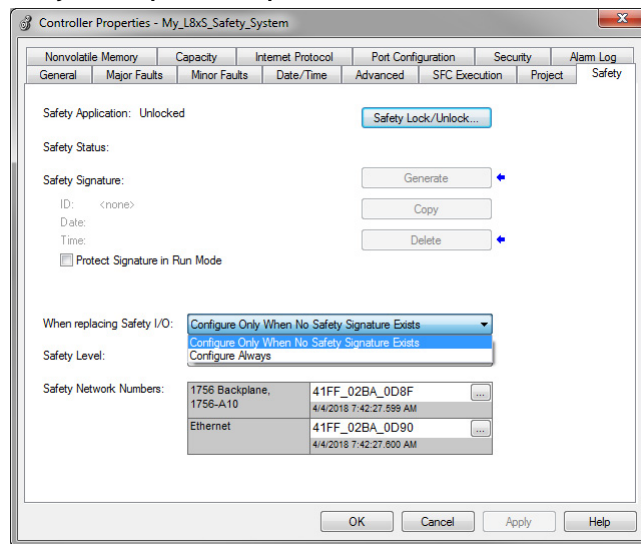 Controller Properties - My_L8xS_Safety_System
Nonvolatile Memory Capacity Internet Protocol Port Configuration Security Alarm Log
General Major Faults Minor Faults Date/Time Advanced SFC Execution Project Safety
Safety Application: Unlocked
Safety Lock/Unlock...
Safety Status:
Safety Signature:
Generate
ID: <none>
Copy
Date:
Time:
Delete
Protect Signature in Run Mode
When replacing Safety I/O: Configure Only When No Safety Signature Exists
Configure Only When No Safety Signature Exists
Configure Always
Safety Level:
Safety Network Numbers:
1756 Backplane,
1756-A10
41FF_02BA_0D8F
...
4/4/2018 7:42:27.599 AM
Ethernet
41FF_02BA_0D90
...
4/4/2018 7:42:27.600 AM
OK Cancel Apply Help